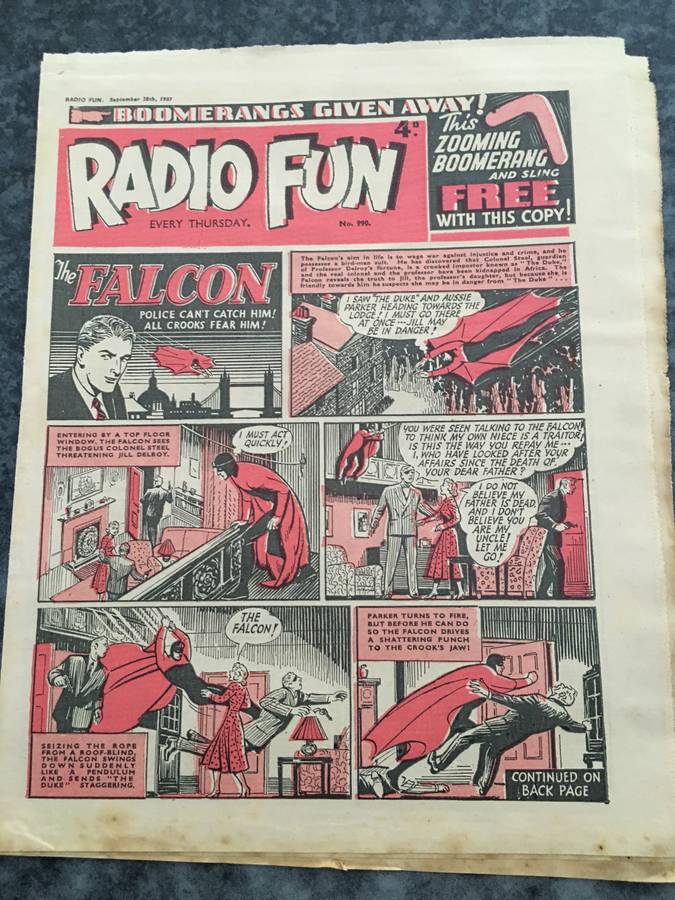 RADIO FUN. September 28th, 1957
BOOMERANGS GIVEN AWAY!
This
ZOOMING
BOOMERANG
AND SLING
FREE
WITH THIS COPY!
4D.
RADIO FUN
EVERY THURSDAY.
No. 990.
The
FALCON
POLICE CAN'T CATCH HIM!
ALL CROOKS FEAR HIM!
The Falcon's aim in life is to wage war against injustice and crime, and he
possesses a bird-man suit. He has discovered that Colonel Steel, guardian
of Professor Delroy's fortune, is a crooked impostor known as "The Duke,"
and the real colonel and the professor have been kidnapped in Africa. The
Falcon reveals the truth to Jill, the professor's daughter, but because she is
friendly towards him he suspects she may be in danger from "The Duke" ...
I SAW "THE DUKE" AND AUSSIE
PARKER HEADING TOWARDS THE
LODGE! I MUST GO THERE
AT ONCE --- JILL MAY
BE IN DANGER!
ENTERING BY A TOP FLOOR
WINDOW, THE FALCON SEES
THE BOGUS COLONEL STEEL
THREATENING JILL DELROY.
I MUST ACT
QUICKLY!
YOU WERE SEEN TALKING TO THE FALCON!
TO THINK MY OWN NIECE IS A TRAITOR!
IS THIS THE WAY YOU REPAY ME ---
I, WHO HAVE LOOKED AFTER YOUR
AFFAIRS SINCE THE DEATH OF
YOUR DEAR FATHER?
I DO NOT
BELIEVE MY
FATHER IS DEAD,
AND I DON'T
BELIEVE YOU
ARE MY
UNCLE!
LET ME
GO!
THE
FALCON!
SEIZING THE ROPE
FROM A ROOF-BLIND,
THE FALCON SWINGS
DOWN SUDDENLY
LIKE A PENDULUM
AND SENDS "THE
DUKE" STAGGERING.
PARKER TURNS TO FIRE,
BUT BEFORE HE CAN DO
SO THE FALCON DRIVES
A SHATTERING PUNCH
TO THE CROOK'S JAW!
CONTINUED ON
BACK PAGE